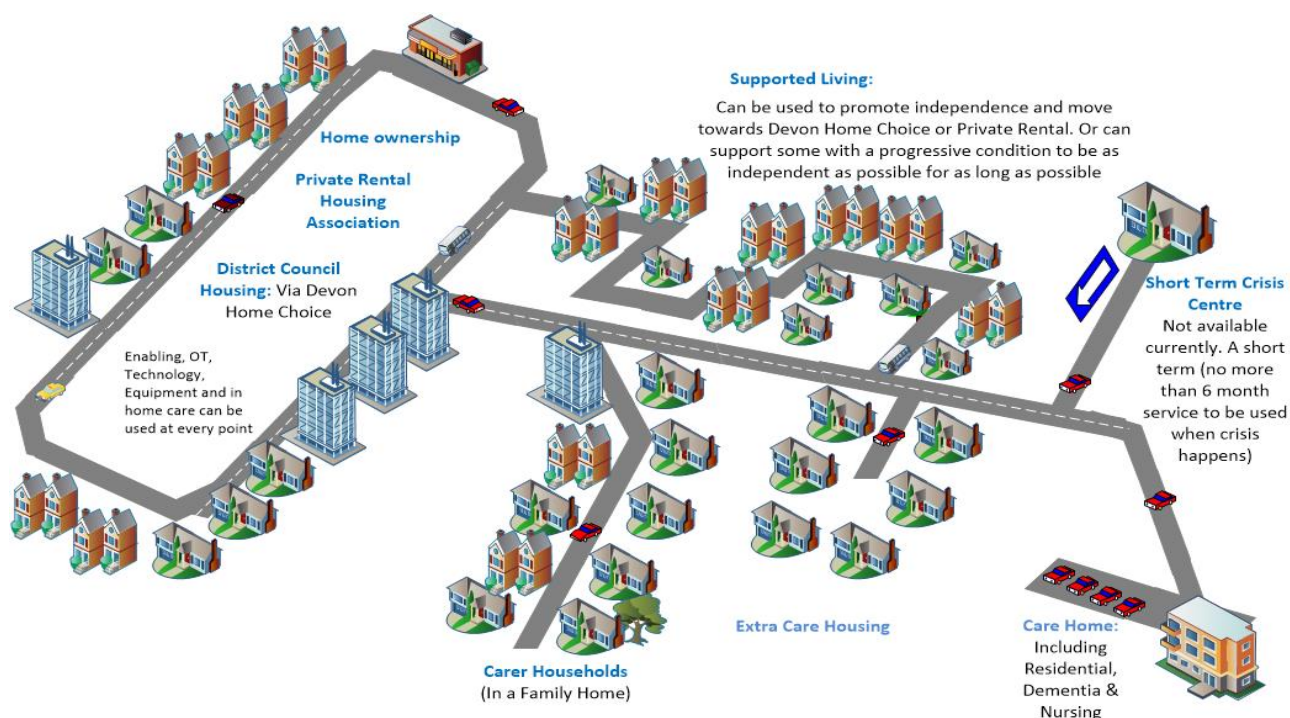 Supported Living:
Can be used to promote independence and move
towards Devon Home Choice or Private Rental. Or can
support some with a progressive condition to be as
independent as possible for as long as possible
Home ownership
Private Rental
Housing
Association
District Council
Housing: Via Devon
Home Choice
Enabling, OT,
Technology,
Equipment and in
home care can be
used at every point
Short Term Crisis
Centre
Not available
currently. A short
term (no more
than 6 month
service to be used
when crisis
happens)
Extra Care Housing
Care Home:
Including
Residential,
Dementia &
Nursing
Carer Households
(In a Family Home)